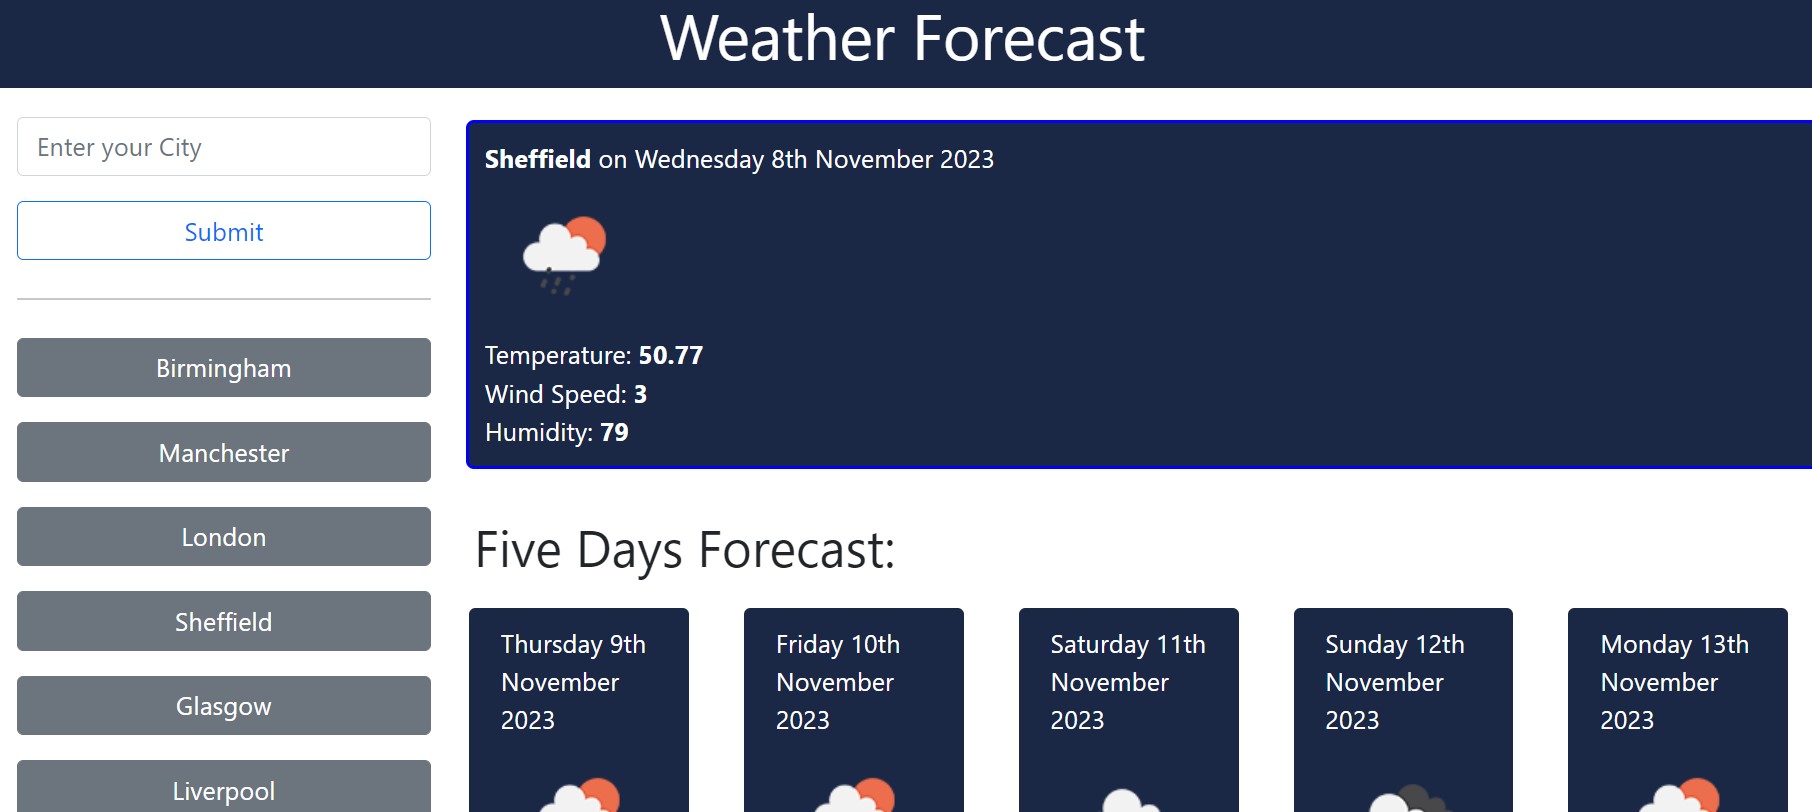 Weather Forecast
Enter your City
Submit
Birmingham
Manchester
London
Sheffield
Glasgow
Liverpool
Sheffield on Wednesday 8th November 2023
Temperature: 50.77
Wind Speed: 3
Humidity: 79
Five Days Forecast:
Thursday 9th
November
2023
Friday 10th
November
2023
Saturday 11th
November
2023
Sunday 12th
November
2023
Monday 13th
November
2023